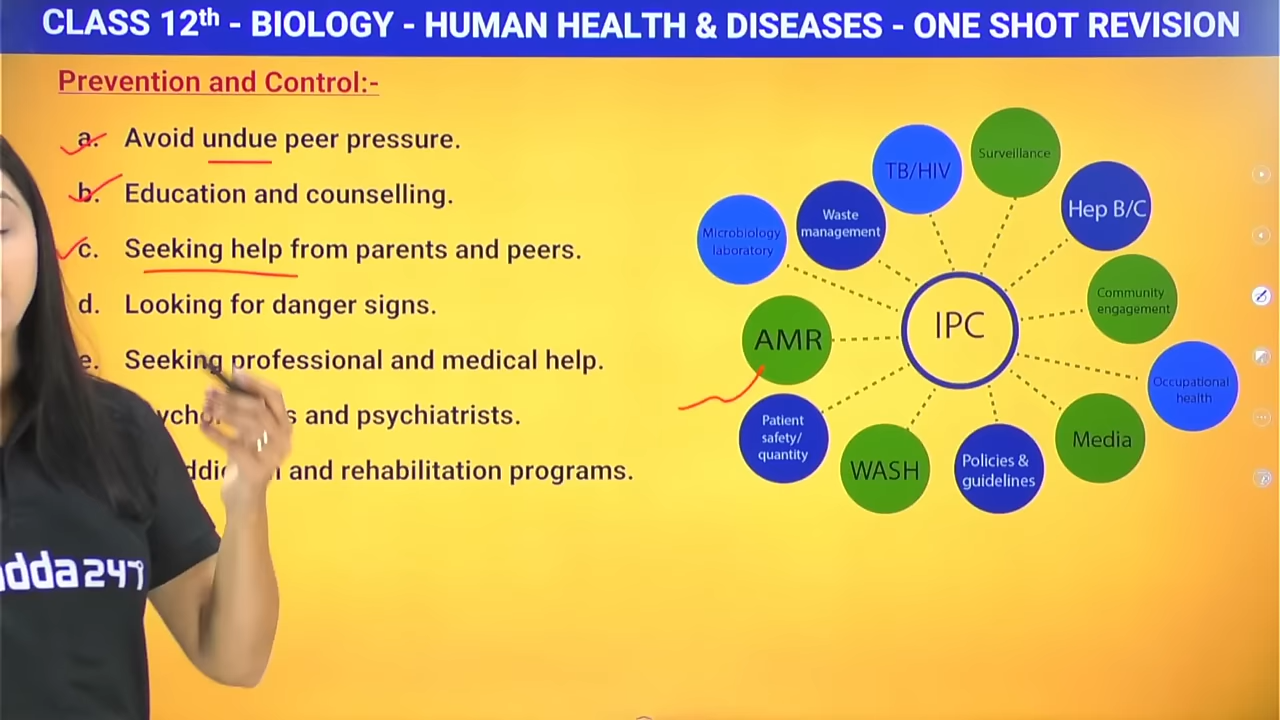 CLASS 12th - BIOLOGY - HUMAN HEALTH & DISEASES - ONE SHOT REVISION
Prevention and Control:-
a. Avoid undue peer pressure.
b. Education and counselling.
c. Seeking help from parents and peers.
d. Looking for danger signs.
e. Seeking professional and medical help.
and psychiatrists.
and rehabilitation programs.
TB/HIV
Surveillance
Hep B/C
Waste
management
Microbiology
laboratory
Community
engagement
IPC
AMR
Occupational
health
Patient
safety/
quantity
WASH
Policies &
guidelines
Media
dda247